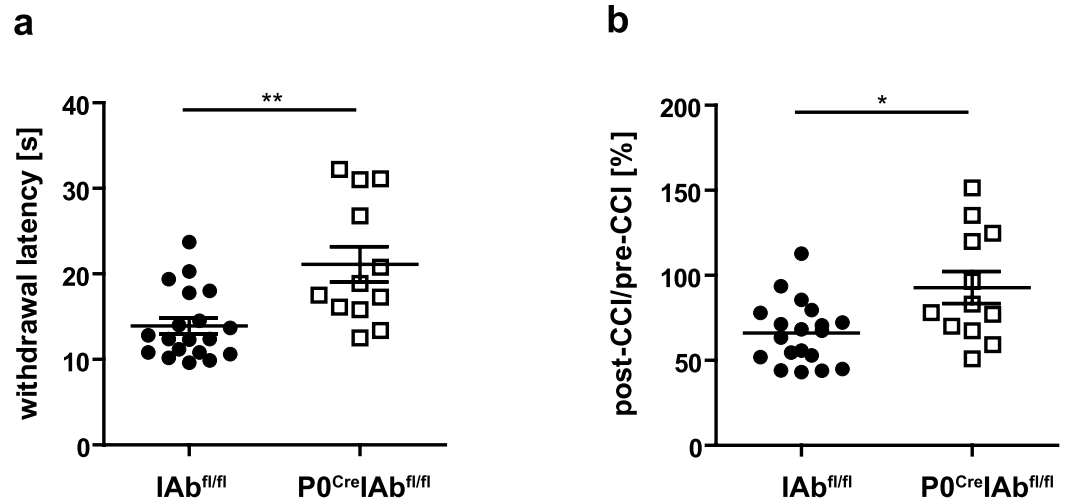 a
withdrawal latency [s]
40
30
20
10
0
**
IAbfl/fl
P0CreIAbfl/fl
b
post-CCI/pre-CCI [%]
200
150
100
50
0
*
IAbfl/fl
P0CreIAbfl/fl